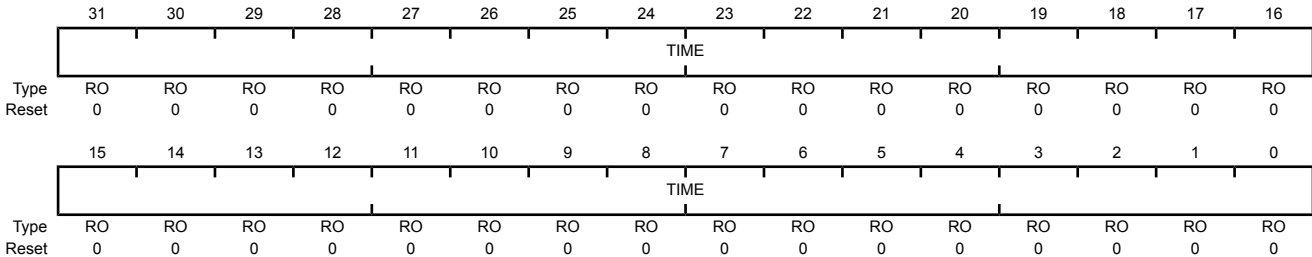 31 30 29 28 27 26 25 24 23 22 21 20 19 18 17 16
TIME
Type RO RO RO RO RO RO RO RO RO RO RO RO RO RO RO RO
Reset 0 0 0 0 0 0 0 0 0 0 0 0 0 0 0 0
15 14 13 12 11 10 9 8 7 6 5 4 3 2 1 0
TIME
Type RO RO RO RO RO RO RO RO RO RO RO RO RO RO RO RO
Reset 0 0 0 0 0 0 0 0 0 0 0 0 0 0 0 0